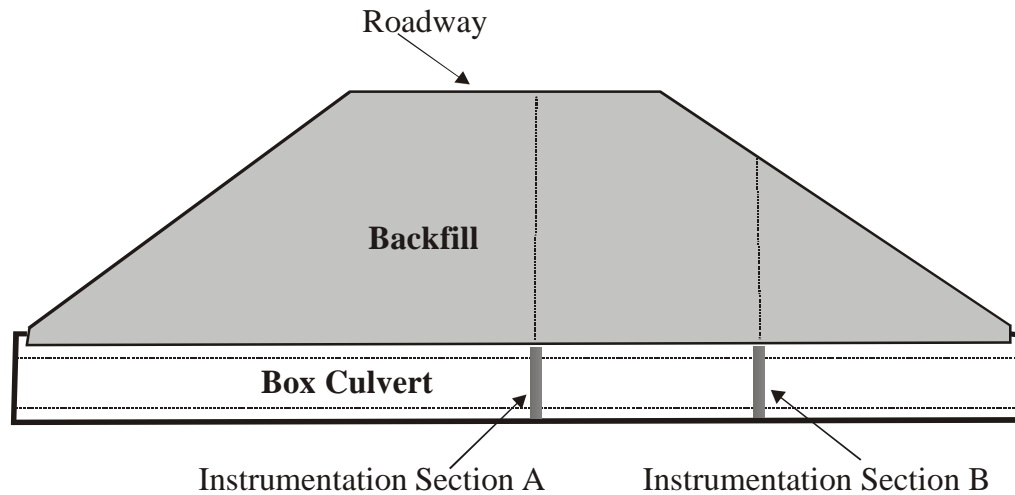 Roadway
Backfill
Box Culvert
Instrumentation Section A
Instrumentation Section B